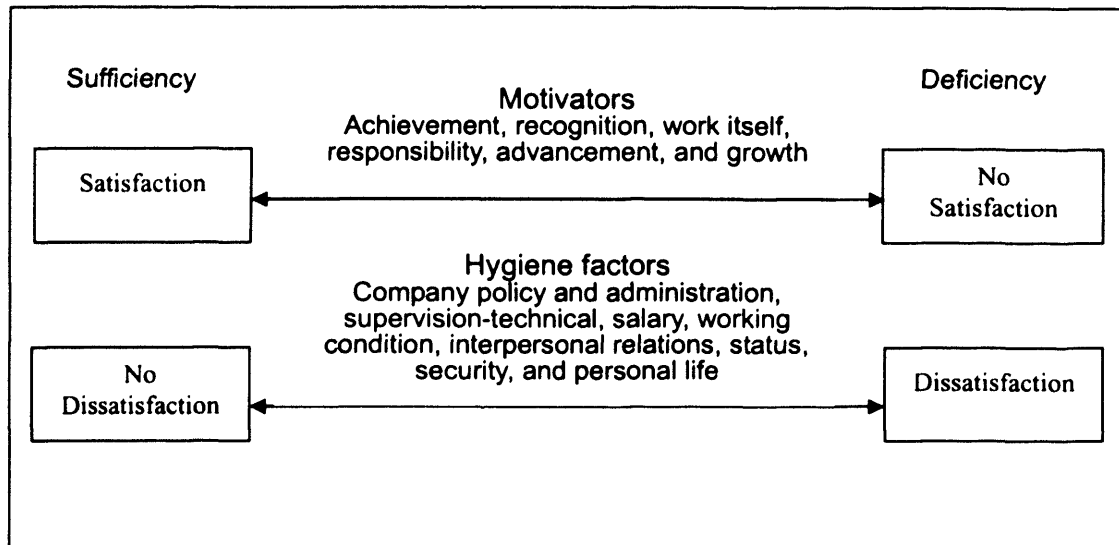 Sufficiency
Deficiency
Motivators
Achievement, recognition, work itself,
responsibility, advancement, and growth
Satisfaction
No
Satisfaction
Hygiene factors
Company policy and administration,
supervision-technical, salary, working
condition, interpersonal relations, status,
security, and personal life
No
Dissatisfaction
Dissatisfaction